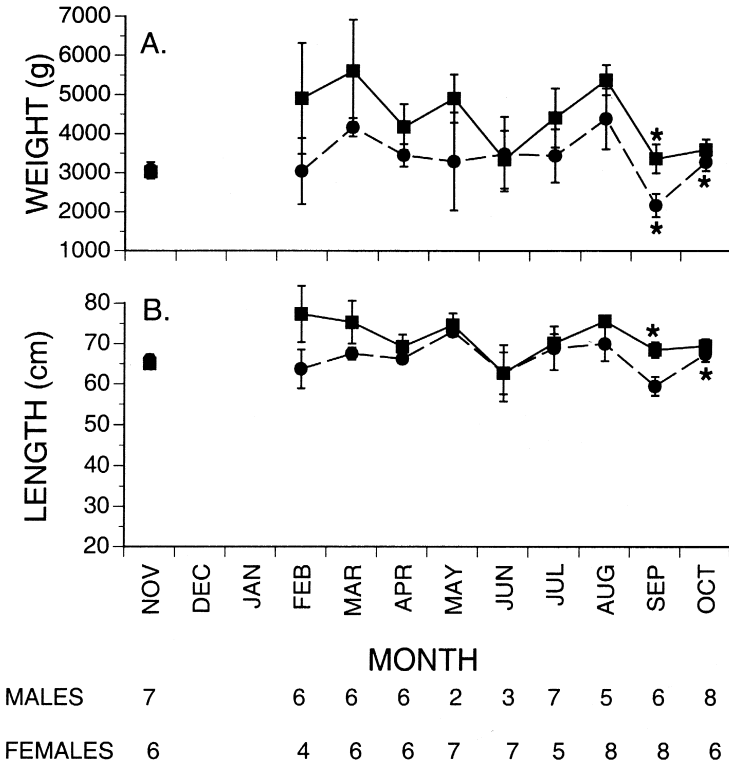 A.
WEIGHT (g)
7000
6000
5000
4000
3000
2000
1000
*
*
*
B.
LENGTH (cm)
80
70
60
50
40
30
20
*
*
NOV DEC JAN FEB MAR APR MAY JUN JUL AUG SEP OCT
MONTH
MALES 7 6 6 6 2 3 7 5 6 8
FEMALES 6 4 6 6 7 7 5 8 8 6